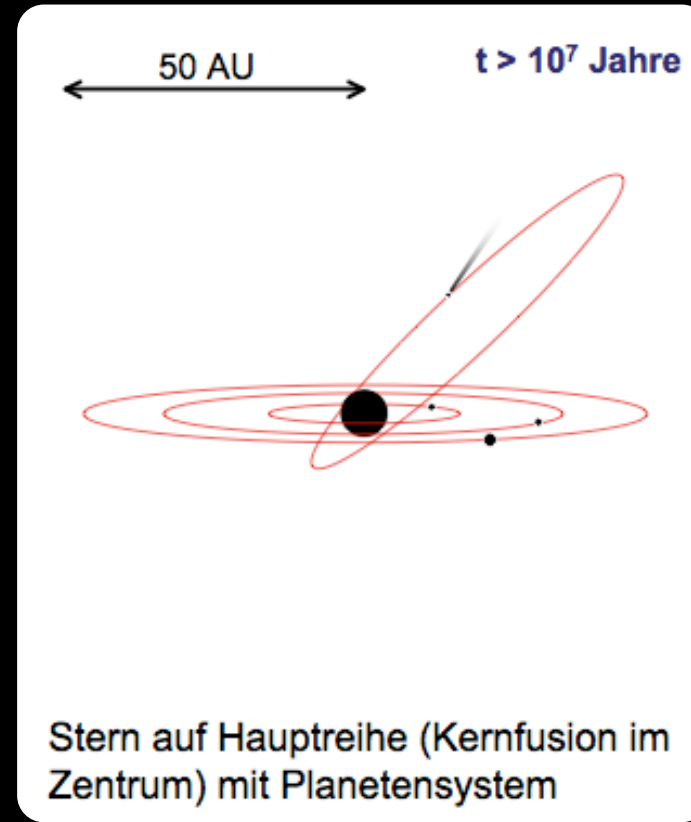 50 AU
t > 10⁷ Jahre
Stern auf Hauptreihe (Kernfusion im
Zentrum) mit Planetensystem